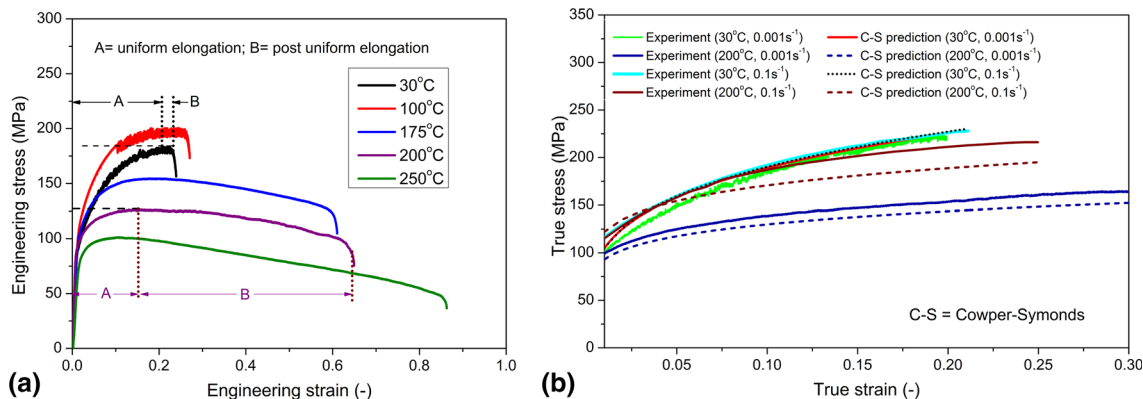 A= uniform elongation; B= post uniform elongation
A
B
30°C
100°C
175°C
200°C
250°C
A
B
300
250
200
150
100
50
0
0.0
0.2
0.4
0.6
0.8
1.0
Engineering stress (MPa)
Engineering strain (-)
(a)
Experiment (30°C, 0.001s⁻¹)
Experiment (200°C, 0.001s⁻¹)
Experiment (30°C, 0.1s⁻¹)
Experiment (200°C, 0.1s⁻¹)
C-S prediction (30°C, 0.001s⁻¹)
C-S prediction (200°C, 0.001s⁻¹)
C-S prediction (30°C, 0.1s⁻¹)
C-S prediction (200°C, 0.1s⁻¹)
C-S = Cowper-Symonds
350
300
250
200
150
100
50
0
0.05
0.10
0.15
0.20
0.25
0.30
True stress (MPa)
True strain (-)
(b)